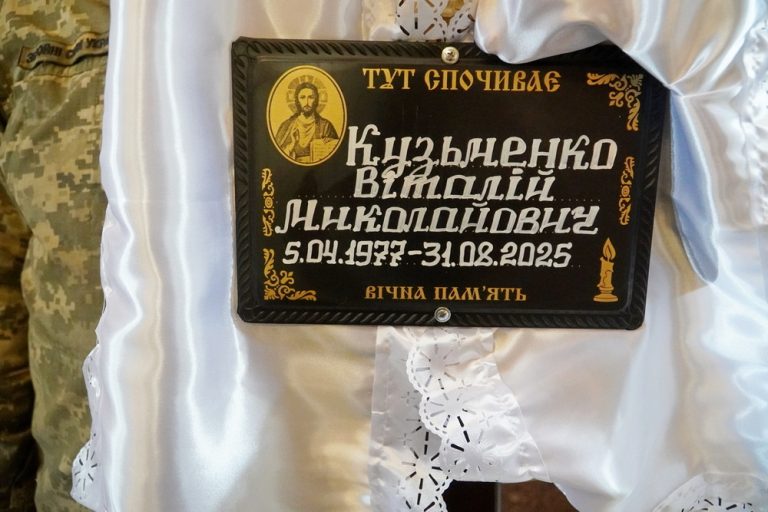 ТУТ СПОЧИВАЄ
Кузьменко
Віталій
Миколайович
5.04.1977-31.08.2025
ВІЧНА ПАМ'ЯТЬ